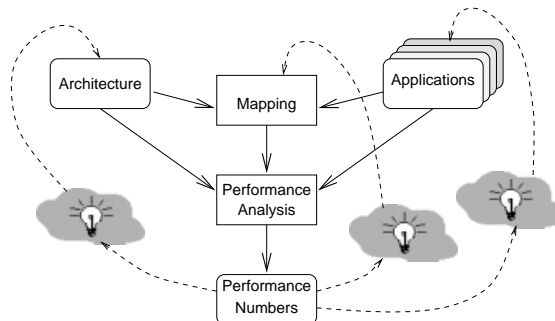 Architecture
Mapping
Applications
Performance
Analysis
Performance
Numbers